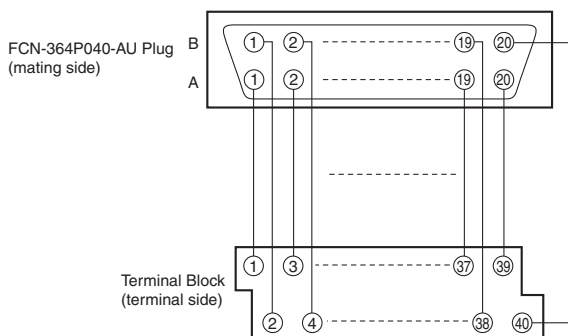 FCN-364P040-AU Plug
(mating side)
B 1 2 19 20
A 1 2 19 20
1 3 37 39
Terminal Block
(terminal side)
2 4 38 40